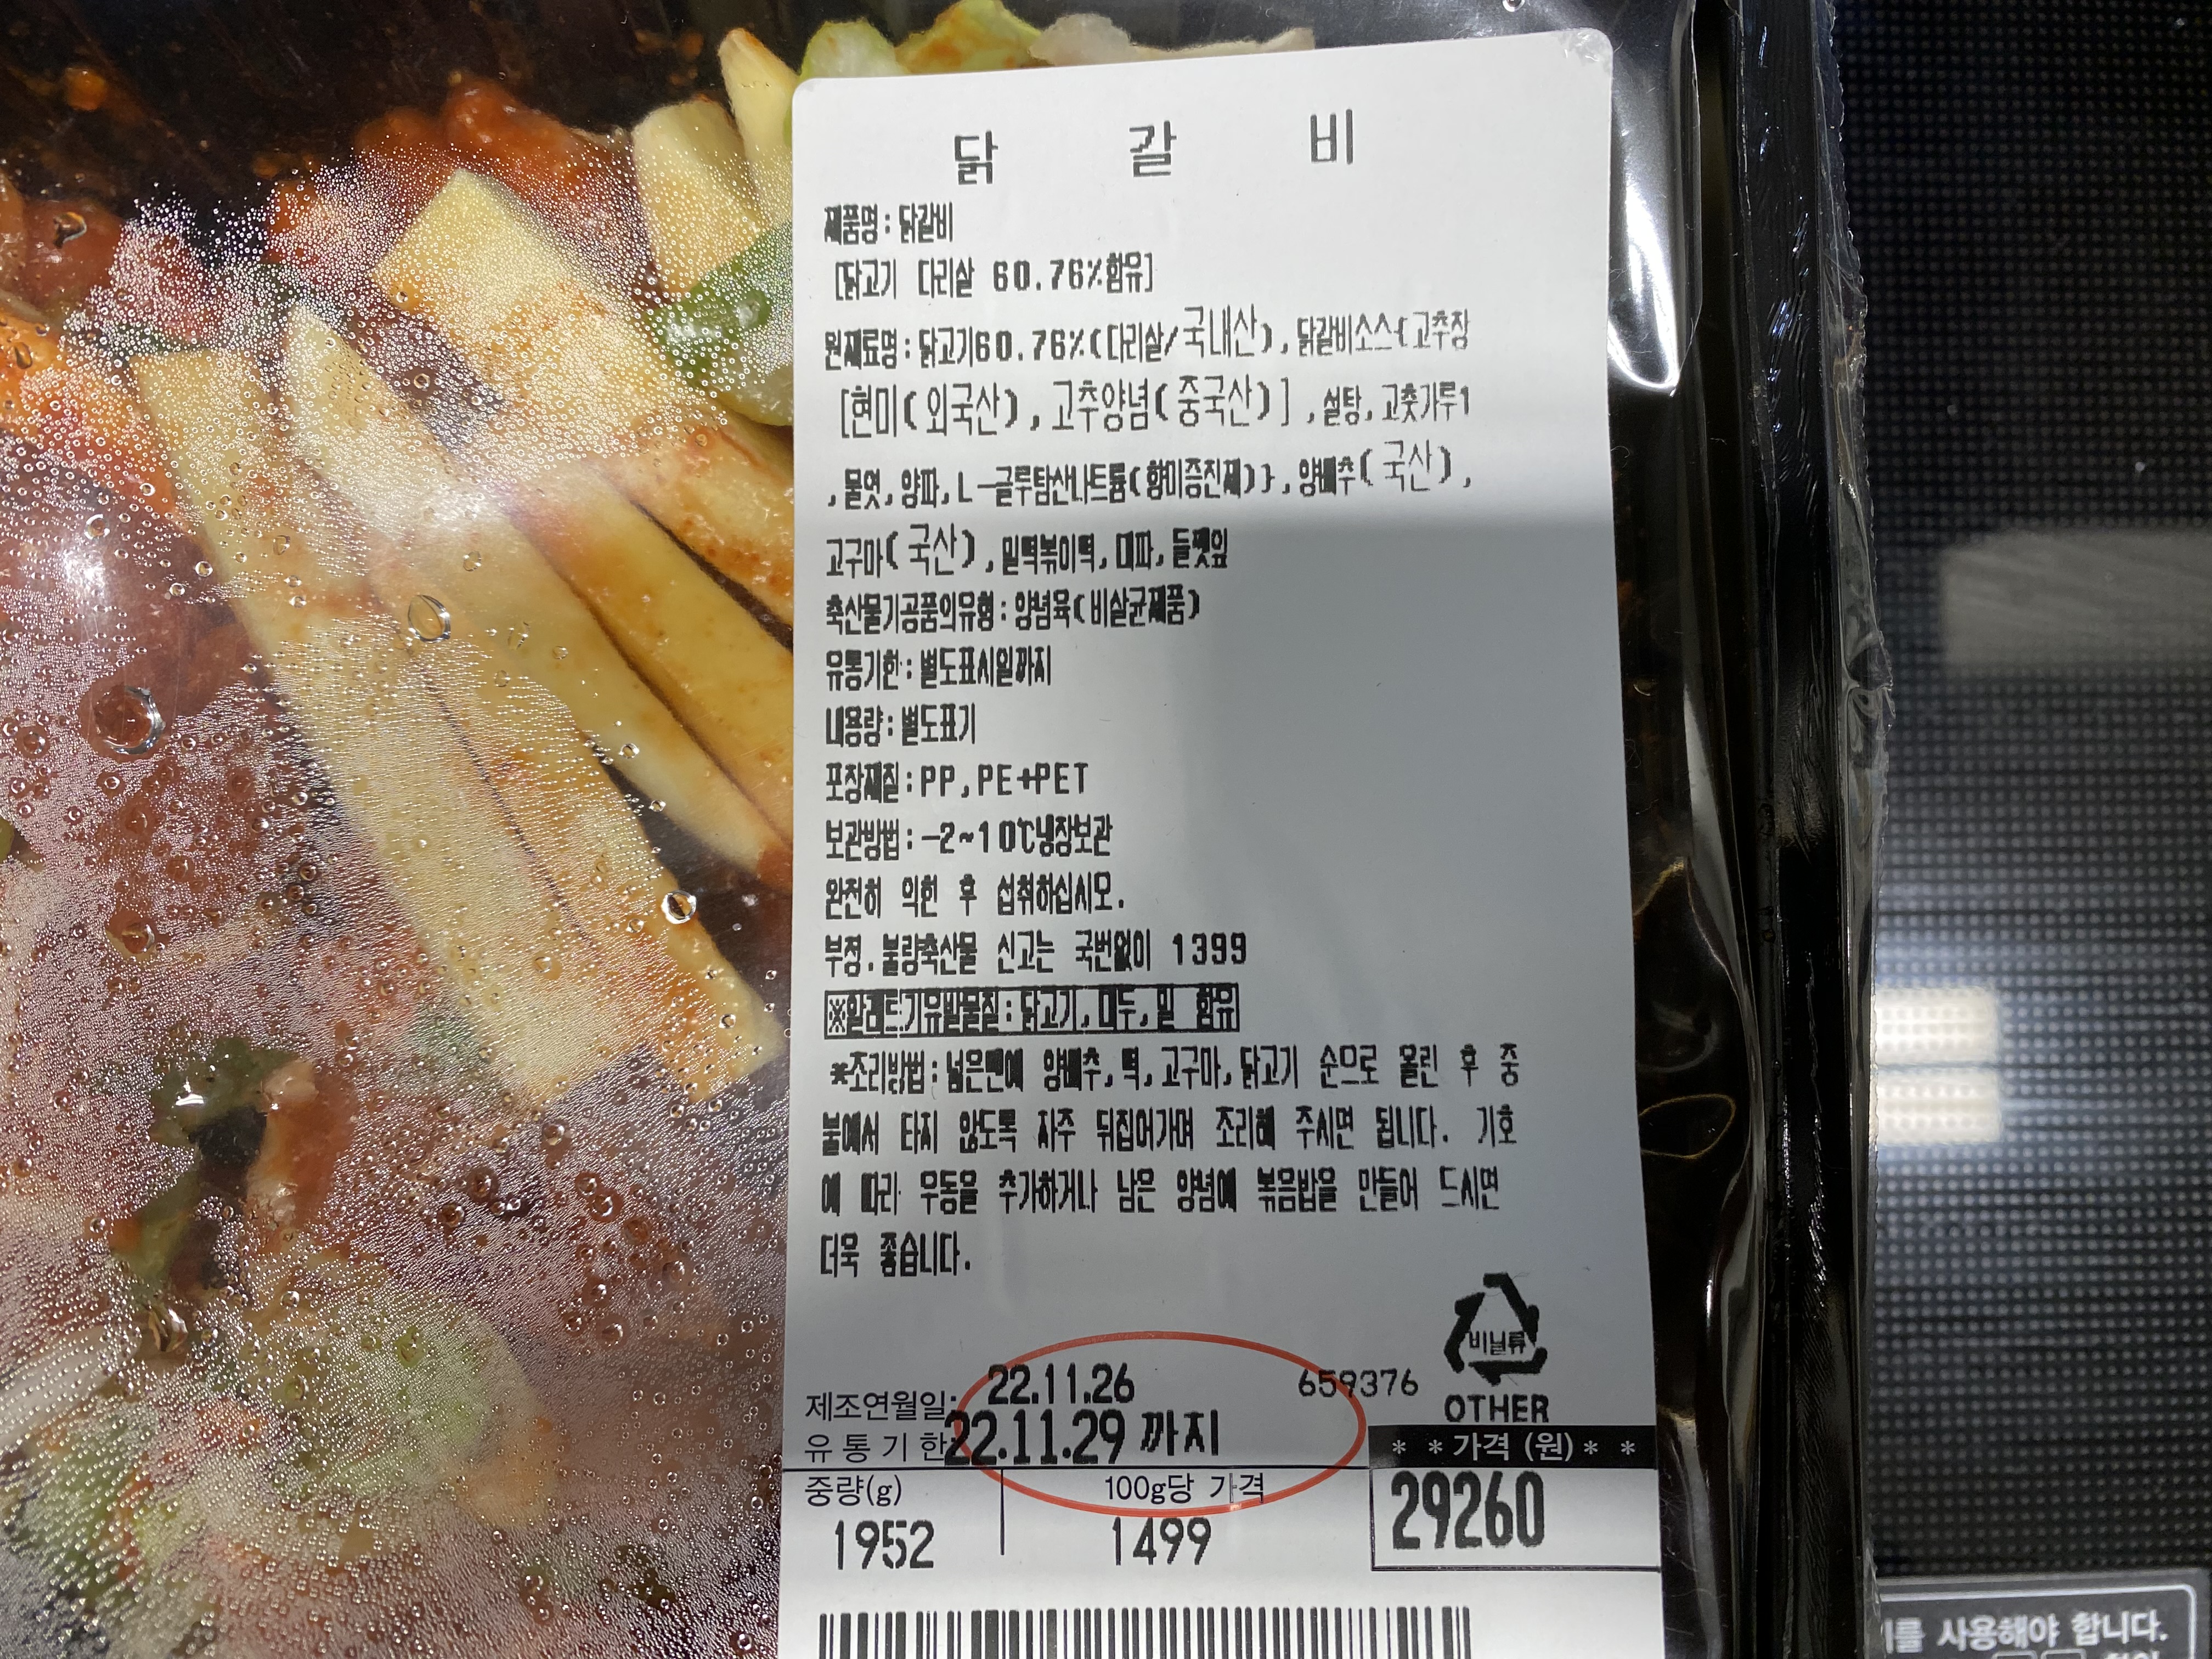 닭 갈 비
제품명:닭갈비
[닭고기 다리살 60.76%함유]
원재료명:닭고기60.76%(다리살/국내산),닭갈비소스{고추장
[현미(외국산),고추양념(중국산)],설탕,고춧가루1
,물엿,양파,L-글루탐산나트륨(향미증진제)},양배추(국산),
고구마(국산),밀떡볶이떡,대파,들깻잎
축산물가공품의유형:양념육(비살균제품)
유통기한:별도표시일까지
내용량:별도표기
포장재질:PP,PE+PET
보관방법:-2~10℃냉장보관
완전히 익힌 후 섭취하십시오.
부정.불량축산물 신고는 국번없이 1399
※알레르기유발물질:닭고기,대두,밀 함유
*조리방법:넓은팬에 양배추,떡,고구마,닭고기 순으로 올린 후 중
불에서 타지 않도록 자주 뒤집어가며 조리해 주시면 됩니다. 기호
에 따라 우동을 추가하거나 남은 양념에 볶음밥을 만들어 드시면
더욱 좋습니다.
비닐류
OTHER
제조연월일: 22.11.26 659376
유통기한: 22.11.29 까지
* * 가격 (원) * *
중량(g) 100g당 가격
1952 1499 29260
를 사용해야 합니다.